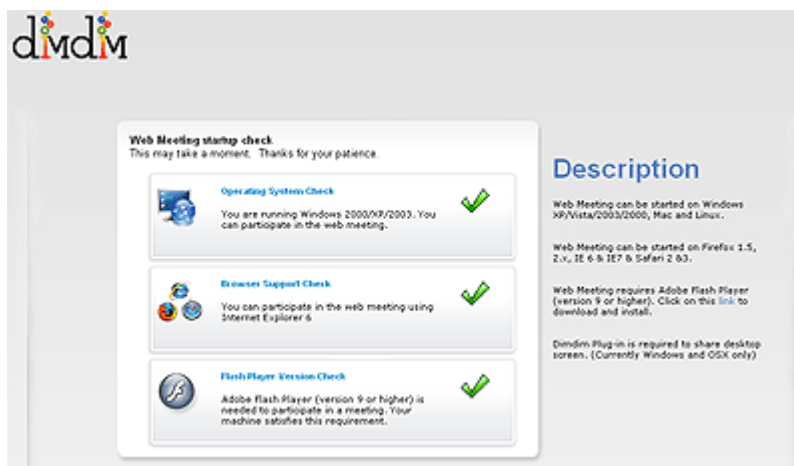 dimdim
Web Meeting startup check
This may take a moment. Thanks for your patience.
Operating System Check
You are running Windows 2000/XP/2003. You
can participate in the web meeting.
Browser Support Check
You can participate in the web meeting using
Internet Explorer 6
Flash Player Version Check
Adobe Flash Player (version 9 or higher) is
needed to participate in a meeting. Your
machine satisfies this requirement.
Description
Web Meeting can be started on Windows
XP/Vista/2003/2000, Mac and Linux.
Web Meeting can be started on Firefox 1.5,
2.x, IE 6 & IE7 & Safari 2 &3.
Web Meeting requires Adobe Flash Player
(version 9 or higher). Click on this link to
download and install.
Dimdim Plug-in is required to share desktop
screen. (Currently Windows and OSX only)